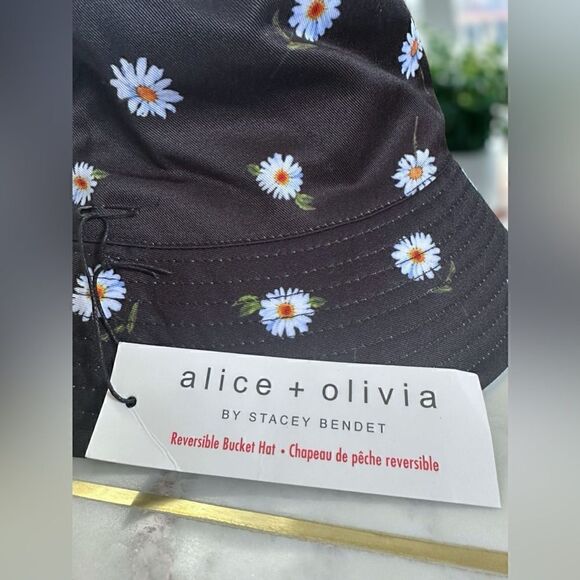 alice + olivia
BY STACEY BENDET
Reversible Bucket Hat • Chapeau de pêche reversible